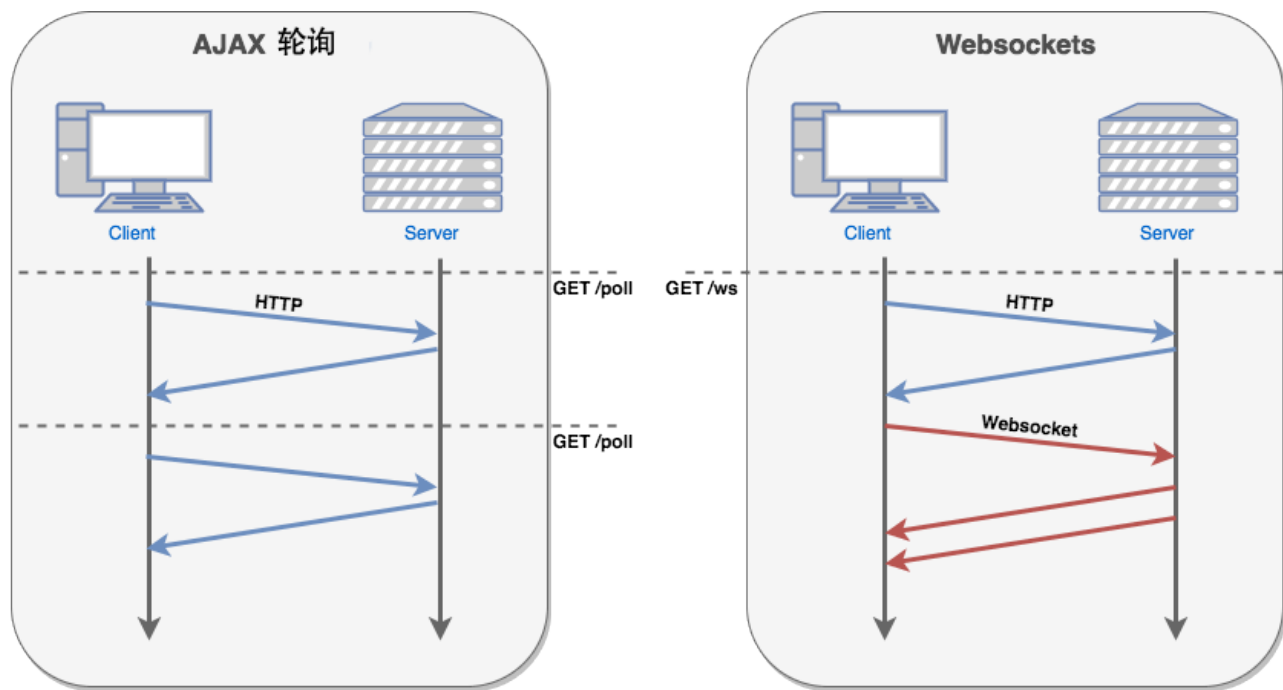 AJAX 轮询
Client
Server
GET /poll
HTTP
GET /poll
Websockets
Client
Server
GET /ws
HTTP
Websocket